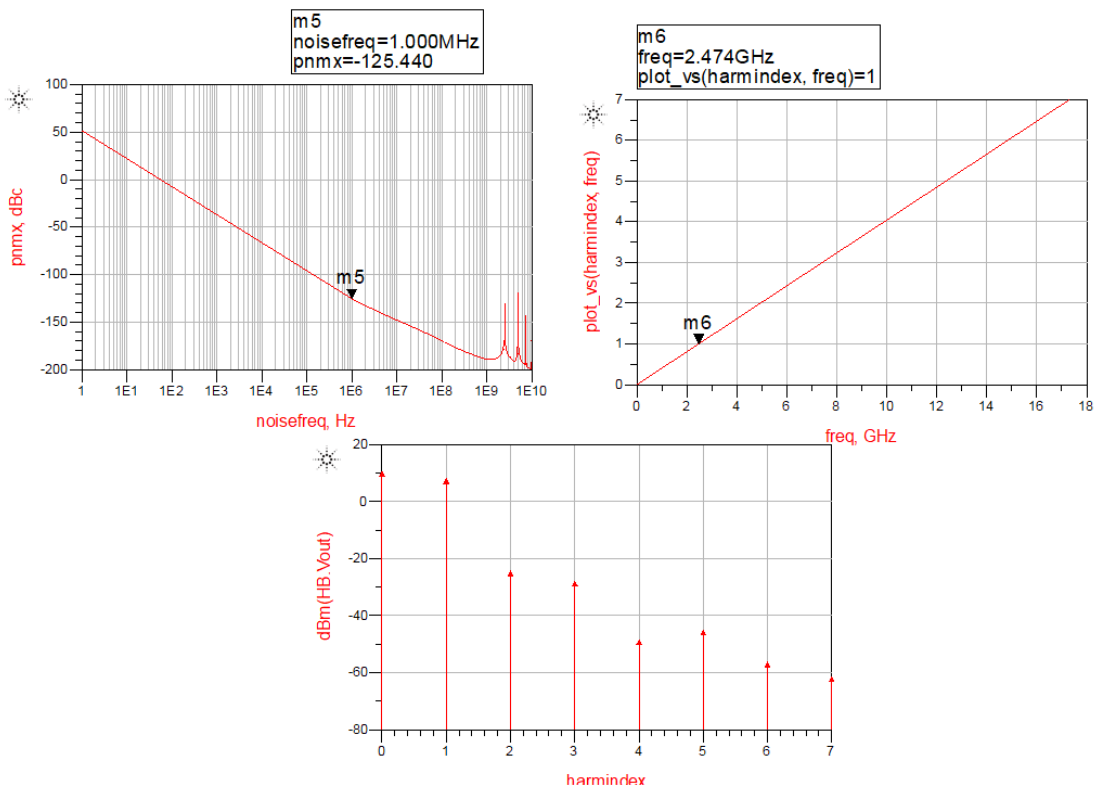 m5
noisefreq=1.000MHz
pnmx=-125.440
100
50
0
-50
-100
-150
-200
pnmx, dBc
m5
1
1E1
1E2
1E3
1E4
1E5
1E6
1E7
1E8
1E9
1E10
noisefreq, Hz
m6
freq=2.474GHz
plot_vs(harmindex, freq)=1
7
6
5
4
3
2
1
0
plot_vs(harmindex, freq)
m6
0
2
4
6
8
10
12
14
16
18
freq, GHz
20
0
-20
-40
-60
-80
dBm(HB.Vout)
0
1
2
3
4
5
6
7
harmindex